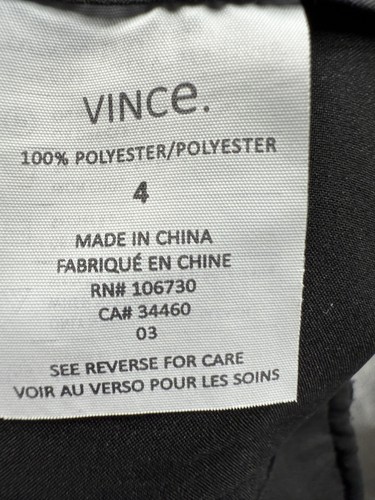 VINCe.
100% POLYESTER/POLYESTER
4
MADE IN CHINA
FABRIQUÉ EN CHINE
RN# 106730
CA# 34460
03
SEE REVERSE FOR CARE
VOIR AU VERSO POUR LES SOINS